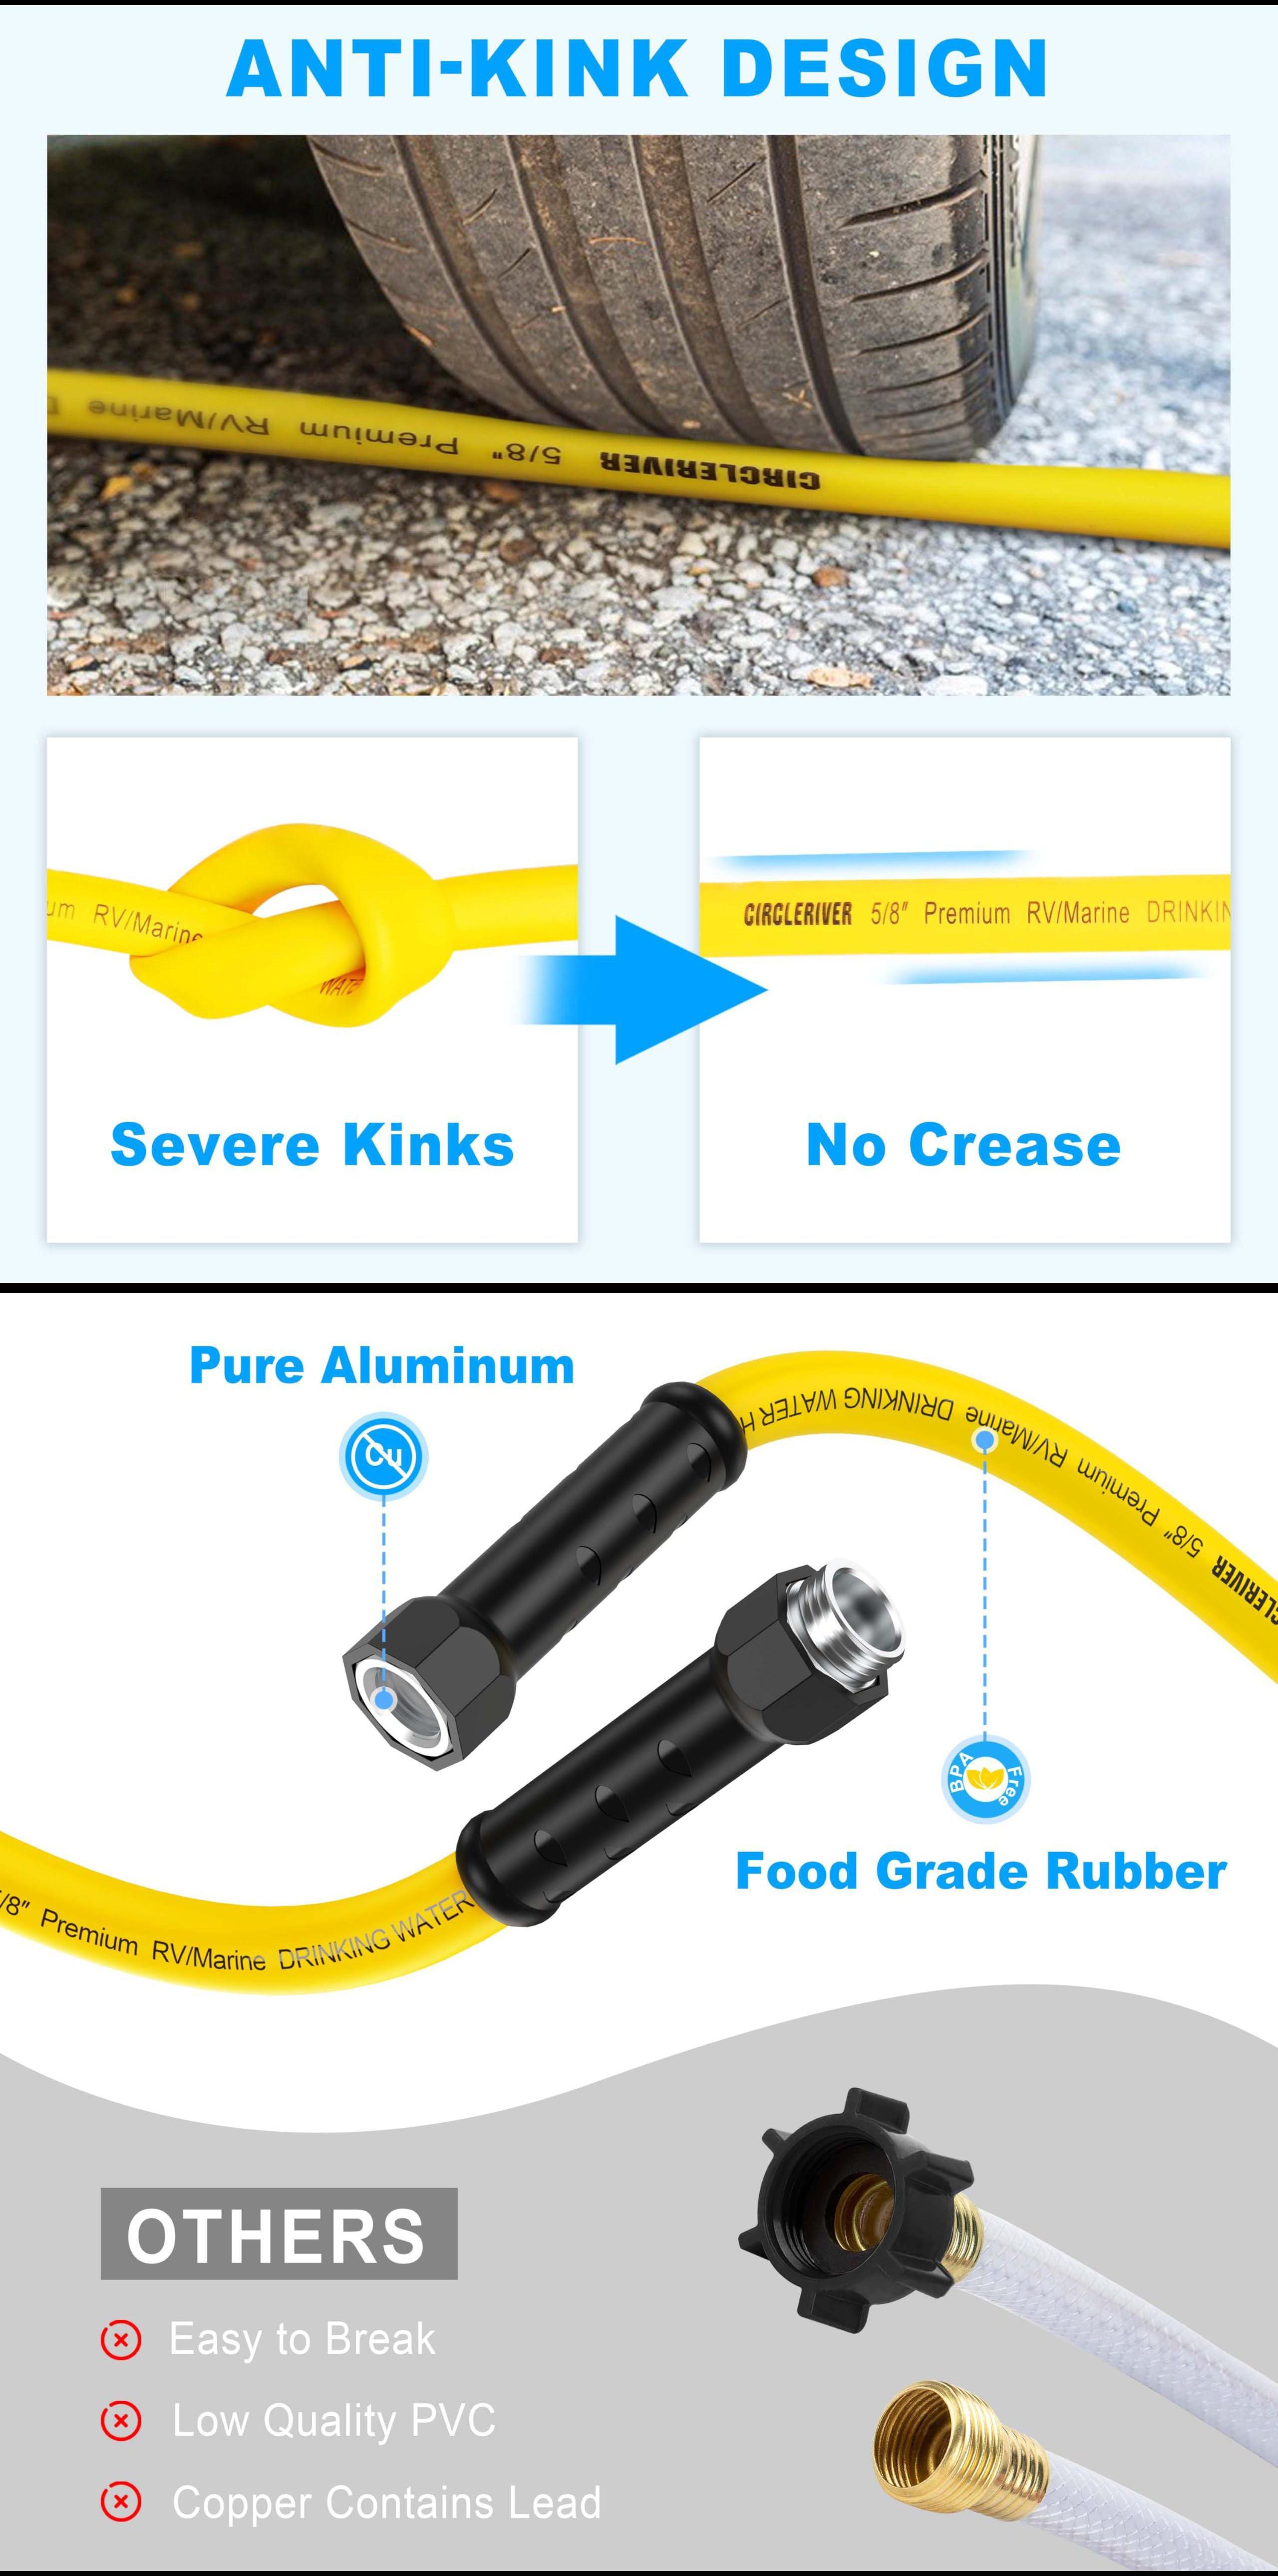 ANTI-KINK DESIGN
CIRCLERIVER 5/8" Premium RV/Marine
um RV/Marine
WATE
CIRCLERIVER 5/8" Premium RV/Marine DRINKIN
Severe Kinks
No Crease
Pure Aluminum
Cu
CLERIVER 5/8" Premium RV/Marine DRINKING WATER H
BPA Free
Food Grade Rubber
/8" Premium RV/Marine DRINKING WATER
OTHERS
Easy to Break
Low Quality PVC
Copper Contains Lead